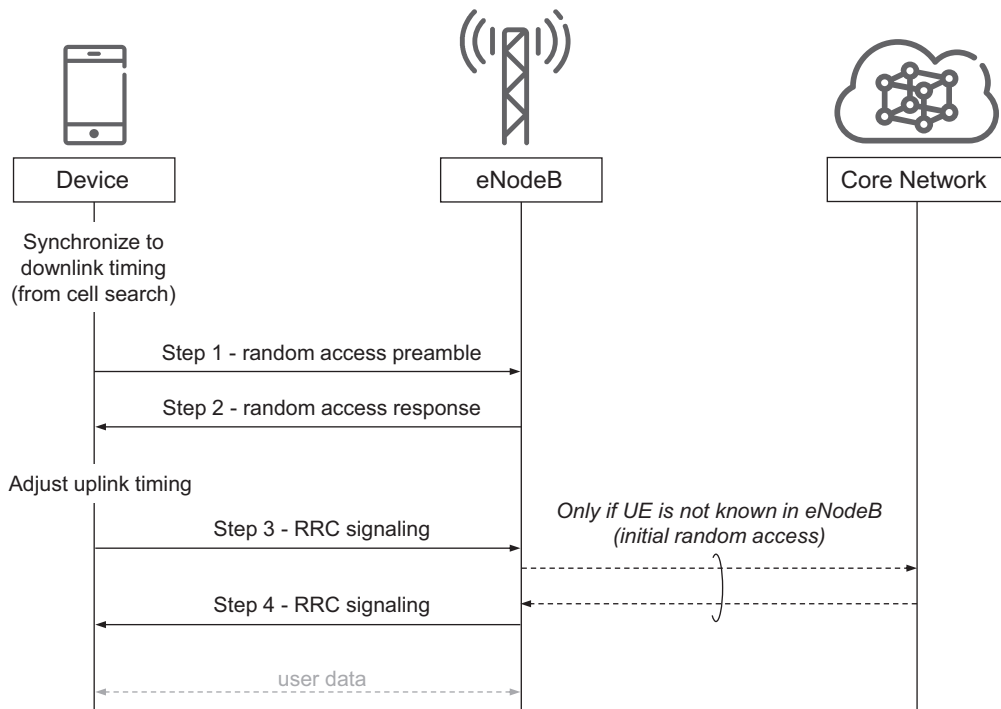 Device
eNodeB
Core Network
Synchronize to
downlink timing
(from cell search)
Step 1 - random access preamble
Step 2 - random access response
Adjust uplink timing
Step 3 - RRC signaling
Only if UE is not known in eNodeB
(initial random access)
Step 4 - RRC signaling
user data